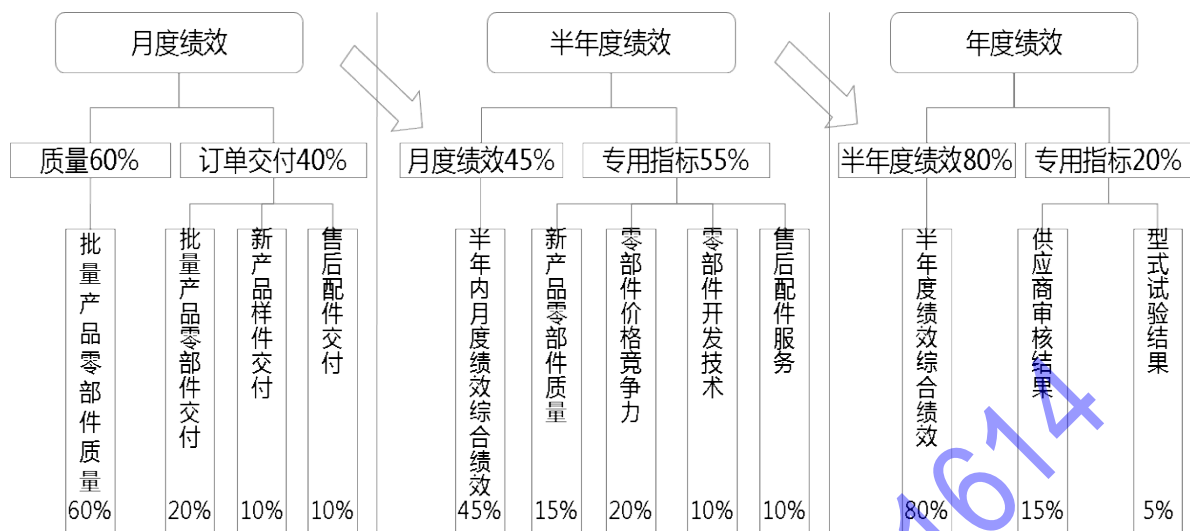 月度绩效
半年度绩效
年度绩效
质量60%
订单交付40%
月度绩效45%
专用指标55%
半年度绩效80%
专用指标20%
批量产品零部件质量
批量产品零部件交付
新产品样件交付
售后配件交付
半年内月度绩效综合绩效
新产品零部件质量
零部件价格竞争力
零部件开发技术
售后配件服务
半年度绩效综合绩效
供应商审核结果
型式试验结果
60%
20%
10%
10%
45%
15%
20%
10%
10%
80%
15%
5%
1614